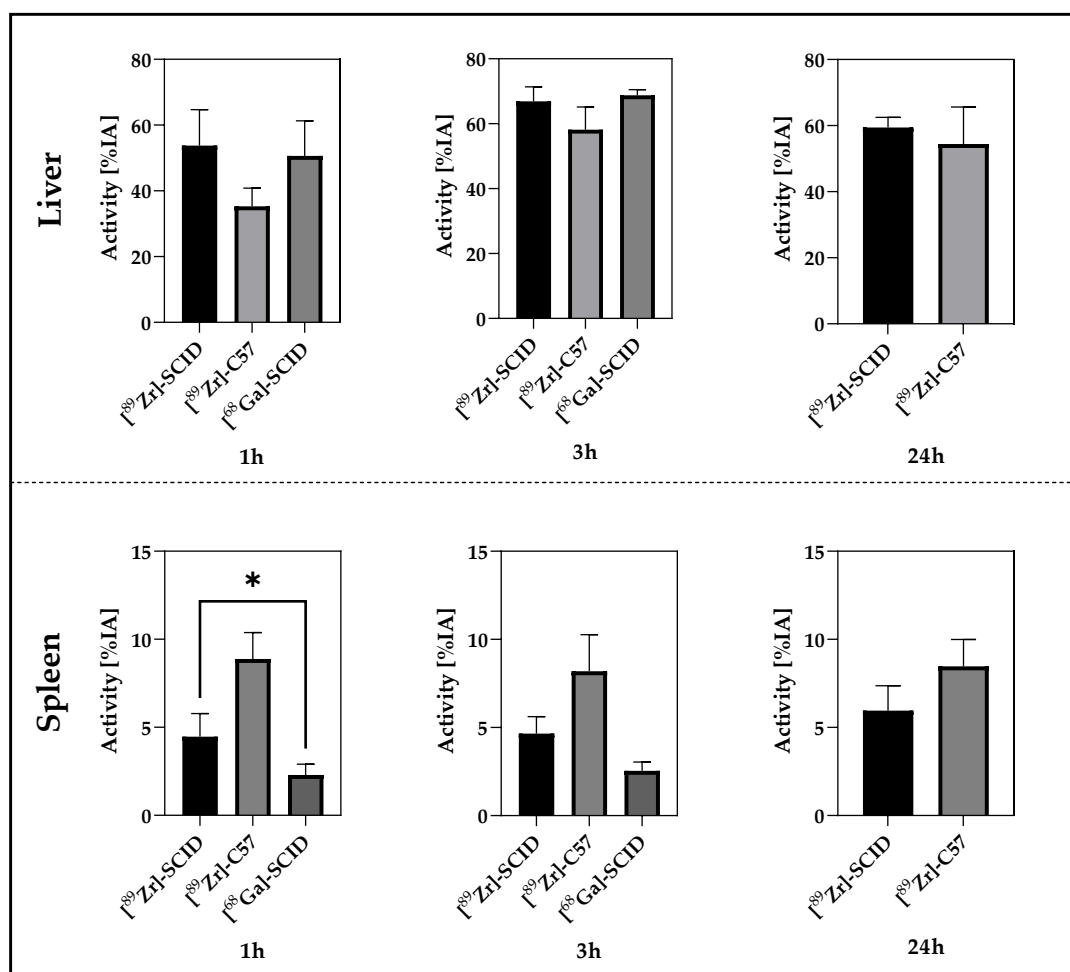 Liver
Activity [%IA]
80
60
40
20
0
[⁸⁹Zr]-SCID
[⁸⁹Zr]-C57
[⁶⁸Ga]-SCID
1h
Activity [%IA]
80
60
40
20
0
[⁸⁹Zr]-SCID
[⁸⁹Zr]-C57
[⁶⁸Ga]-SCID
3h
Activity [%IA]
80
60
40
20
0
[⁸⁹Zr]-SCID
[⁸⁹Zr]-C57
24h
Spleen
Activity [%IA]
15
10
5
0
*
[⁸⁹Zr]-SCID
[⁸⁹Zr]-C57
[⁶⁸Ga]-SCID
1h
Activity [%IA]
15
10
5
0
[⁸⁹Zr]-SCID
[⁸⁹Zr]-C57
[⁶⁸Ga]-SCID
3h
Activity [%IA]
15
10
5
0
[⁸⁹Zr]-SCID
[⁸⁹Zr]-C57
24h